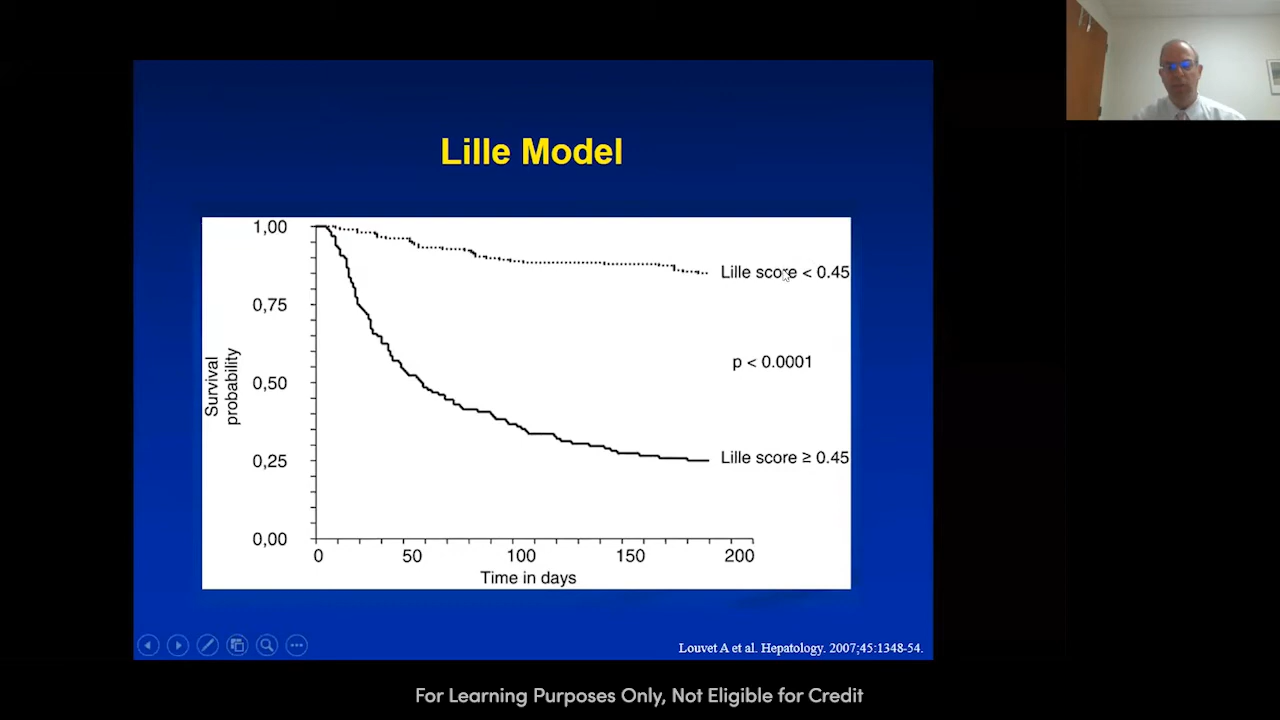 Lille Model
1,00
0,75
0,50
0,25
0,00
Survival
probability
Lille score < 0.45
p < 0.0001
Lille score ≥ 0.45
0 50 100 150 200
Time in days
Louvet A et al. Hepatology. 2007;45:1348-54.
For Learning Purposes Only, Not Eligible for Credit